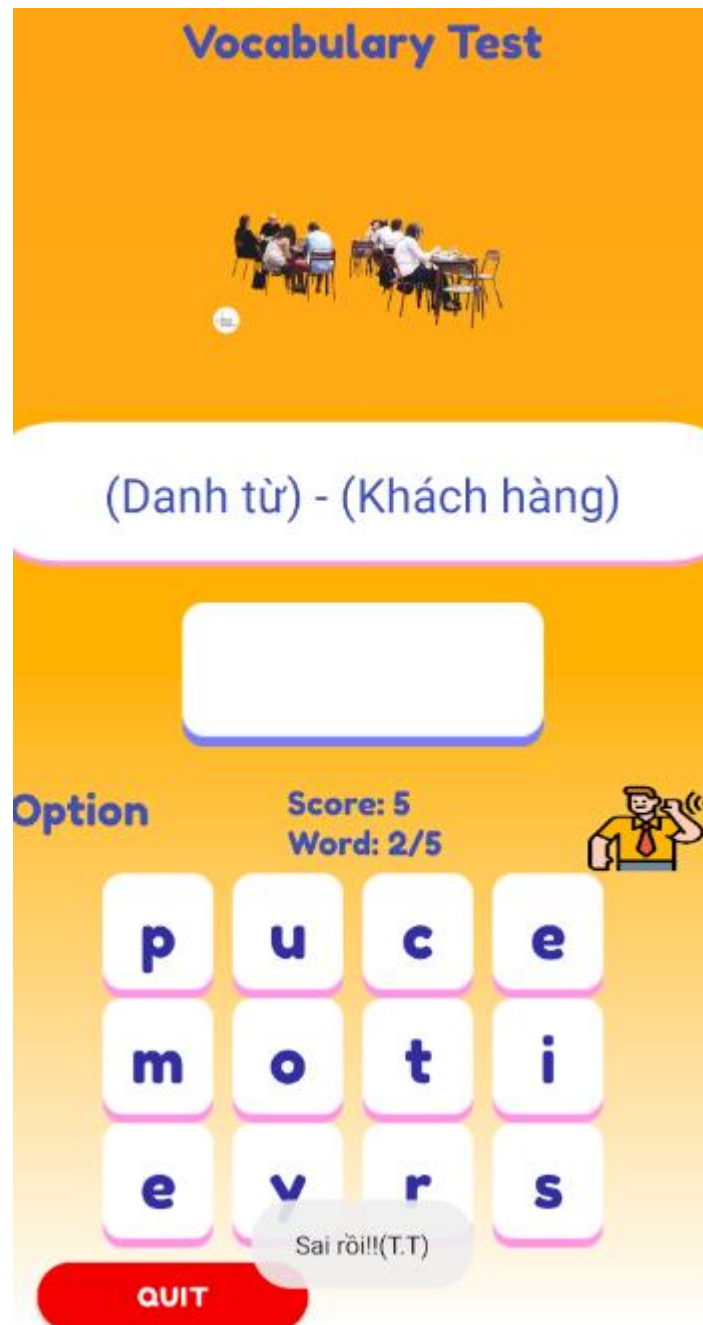 Vocabulary Test
(Danh từ) - (Khách hàng)
Option
Score: 5
Word: 2/5
p u c e
m o t i
e y r s
Sai rồi!!(T.T)
QUIT